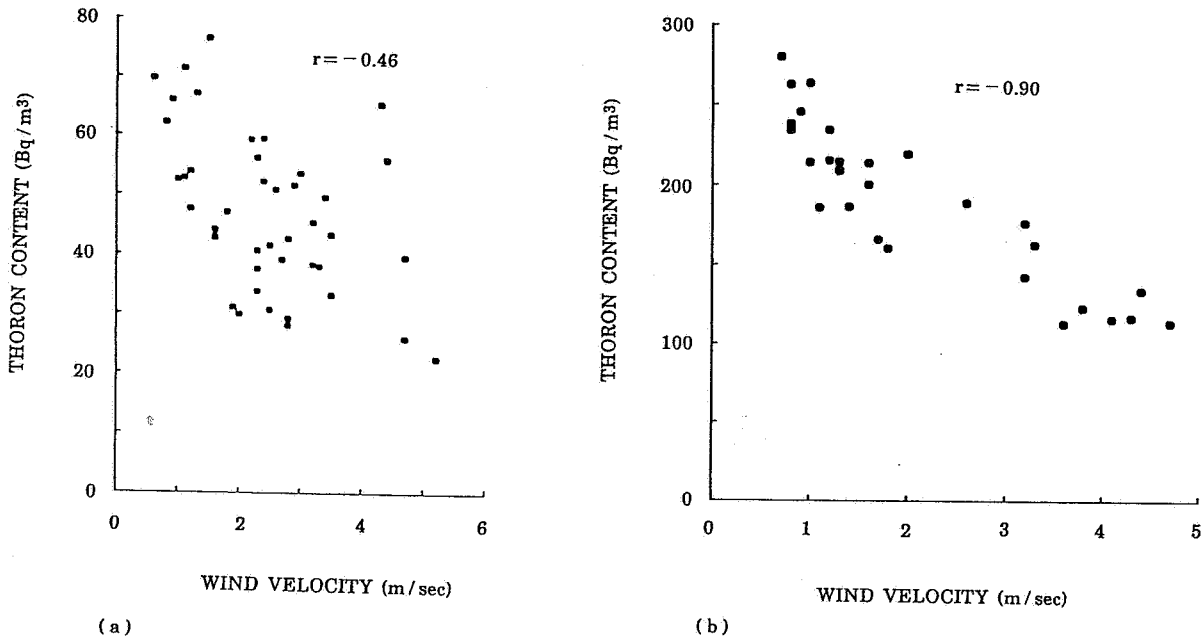 80
60
40
20
0
0
2
4
6
THORON CONTENT (Bq/m³)
r=−0.46
WIND VELOCITY (m/sec)
(a)
300
200
100
0
0
1
2
3
4
5
THORON CONTENT (Bq/m³)
r=−0.90
WIND VELOCITY (m/sec)
(b)